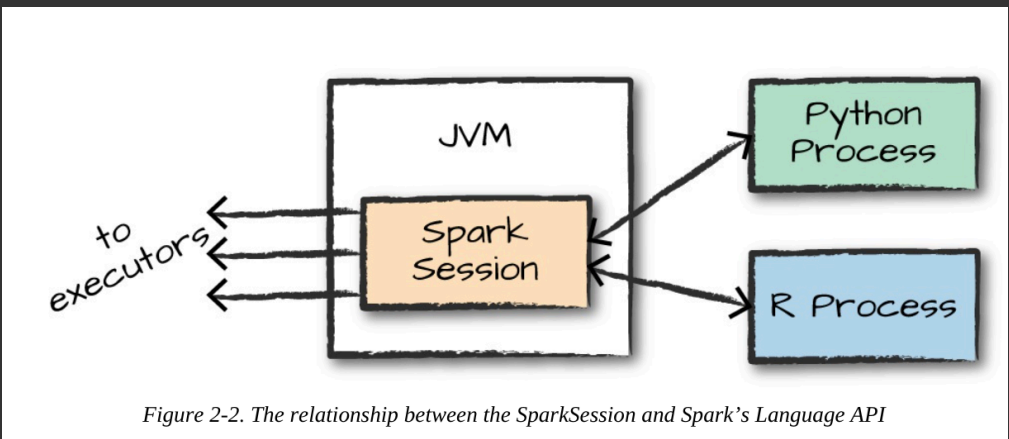 JVM
Python
Process
to
executors
Spark
Session
R Process
Figure 2-2. The relationship between the SparkSession and Spark’s Language API